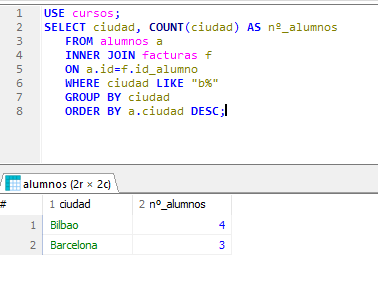 1 USE cursos;
2 SELECT ciudad, COUNT(ciudad) AS nº_alumnos
3 FROM alumnos a
4 INNER JOIN facturas f
5 ON a.id=f.id_alumno
6 WHERE ciudad LIKE "b%"
7 GROUP BY ciudad
8 ORDER BY a.ciudad DESC;
alumnos (2r × 2c)
# 1 ciudad 2 nº_alumnos
1 Bilbao 4
2 Barcelona 3